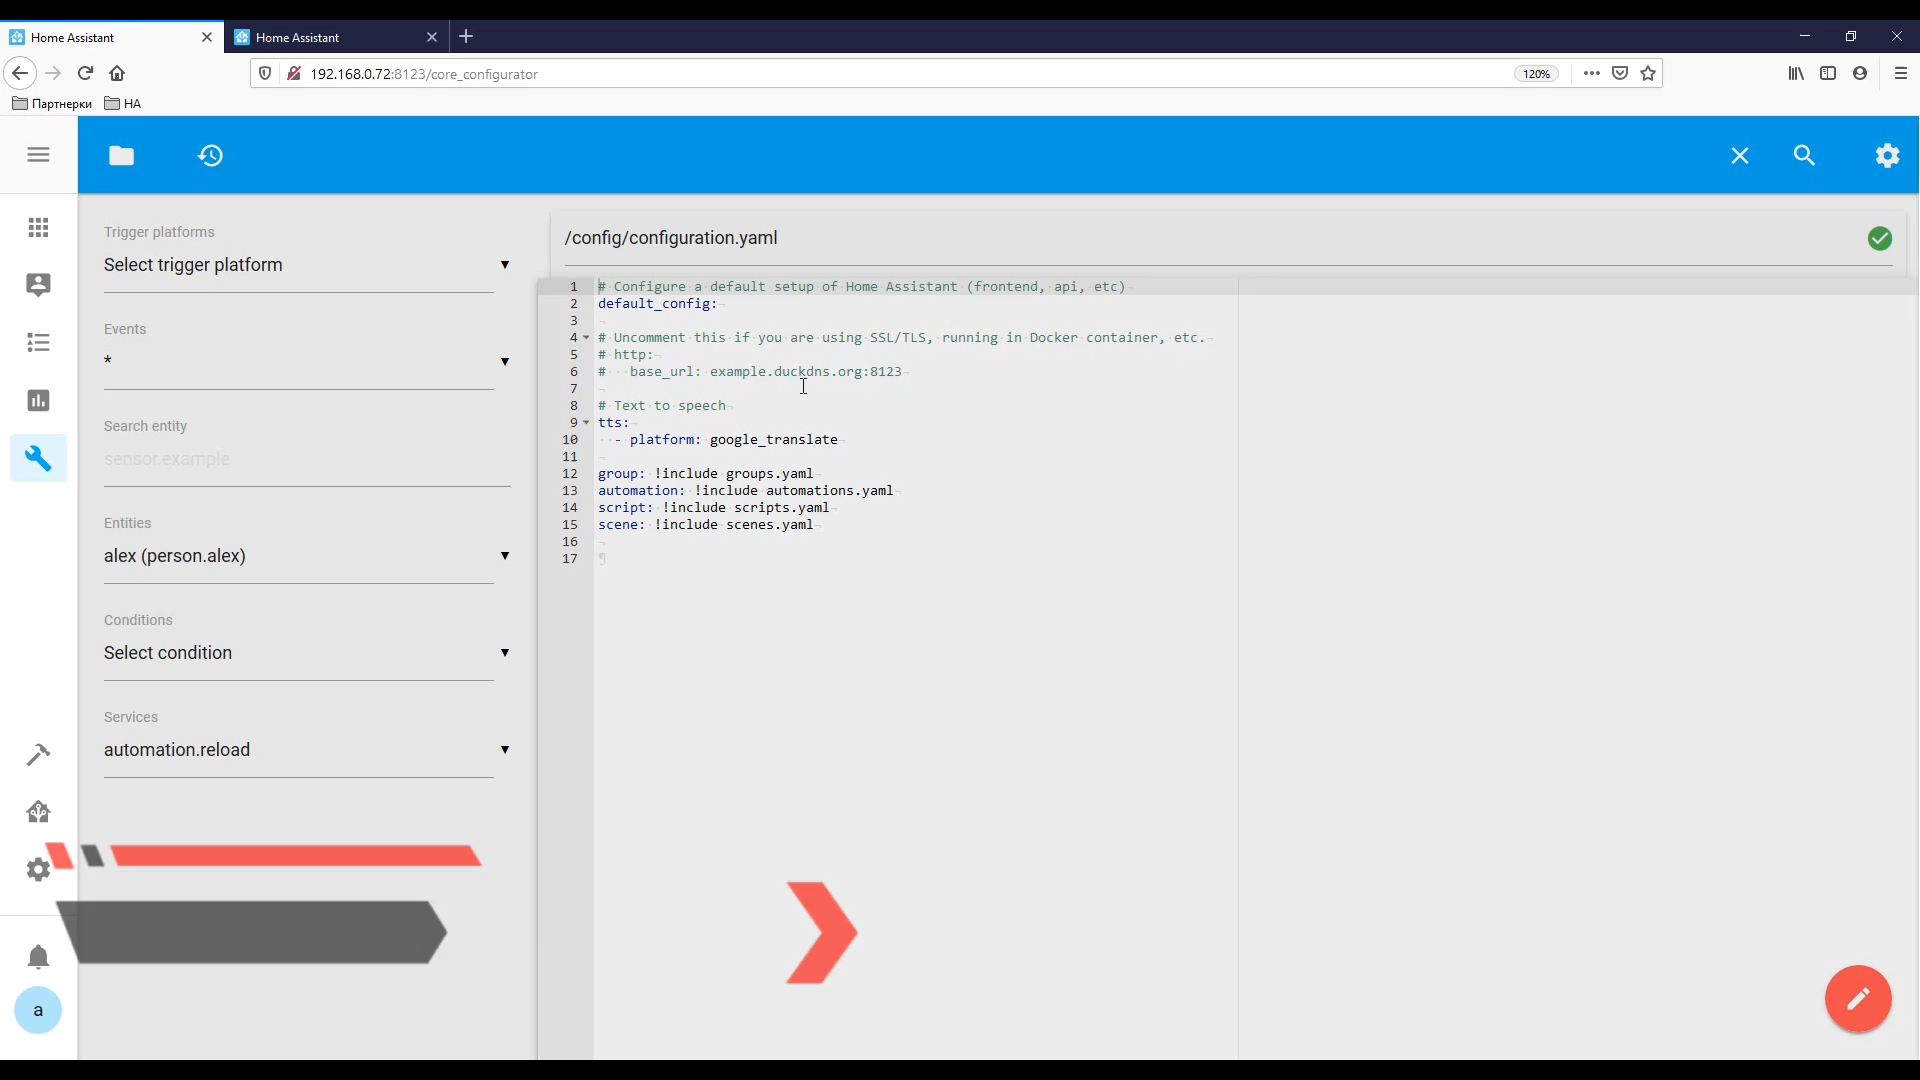 Home Assistant
Home Assistant
192.168.0.72:8123/core_configurator
120%
Партнерки
HA
Trigger platforms
Select trigger platform
Events
*
Search entity
sensor.example
Entities
alex (person.alex)
Conditions
Select condition
Services
automation.reload
a
/config/configuration.yaml
1 # Configure a default setup of Home Assistant (frontend, api, etc)
2 default_config:
3
4 # Uncomment this if you are using SSL/TLS, running in Docker container, etc.
5 # http:
6 #   base_url: example.duckdns.org:8123
7
8 # Text to speech
9 tts:
10   - platform: google_translate
11
12 group: !include groups.yaml
13 automation: !include automations.yaml
14 script: !include scripts.yaml
15 scene: !include scenes.yaml
16
17